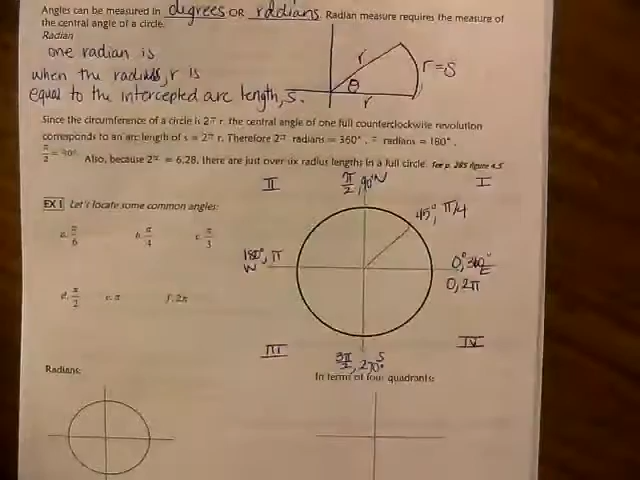 Angles can be measured in degrees OR radians. Radian measure requires the measure of
the central angle of a circle.
Radian
one radian is
when the radius, r is
equal to the intercepted arc length, s.
r
θ
r
r=s
Since the circumference of a circle is 2π r, the central angle of one full counterclockwise revolution
corresponds to an arc length of s = 2π r. Therefore 2π radians = 360°, π radians = 180°,
π/2 = 90°. Also, because 2π ≈ 6.28, there are just over six radius lengths in a full circle. See p. 285 figure 4.5
II
π/2, 90° N
I
EX 1 Let's locate some common angles:
45°, π/4
a. π/6
b. π/4
c. π/3
180°, π
W
0°, 360°
E
0, 2π
d. π/2
e. π
f. 2π
III
IV
3π/2, 270° S
Radians:
In terms of four quadrants: